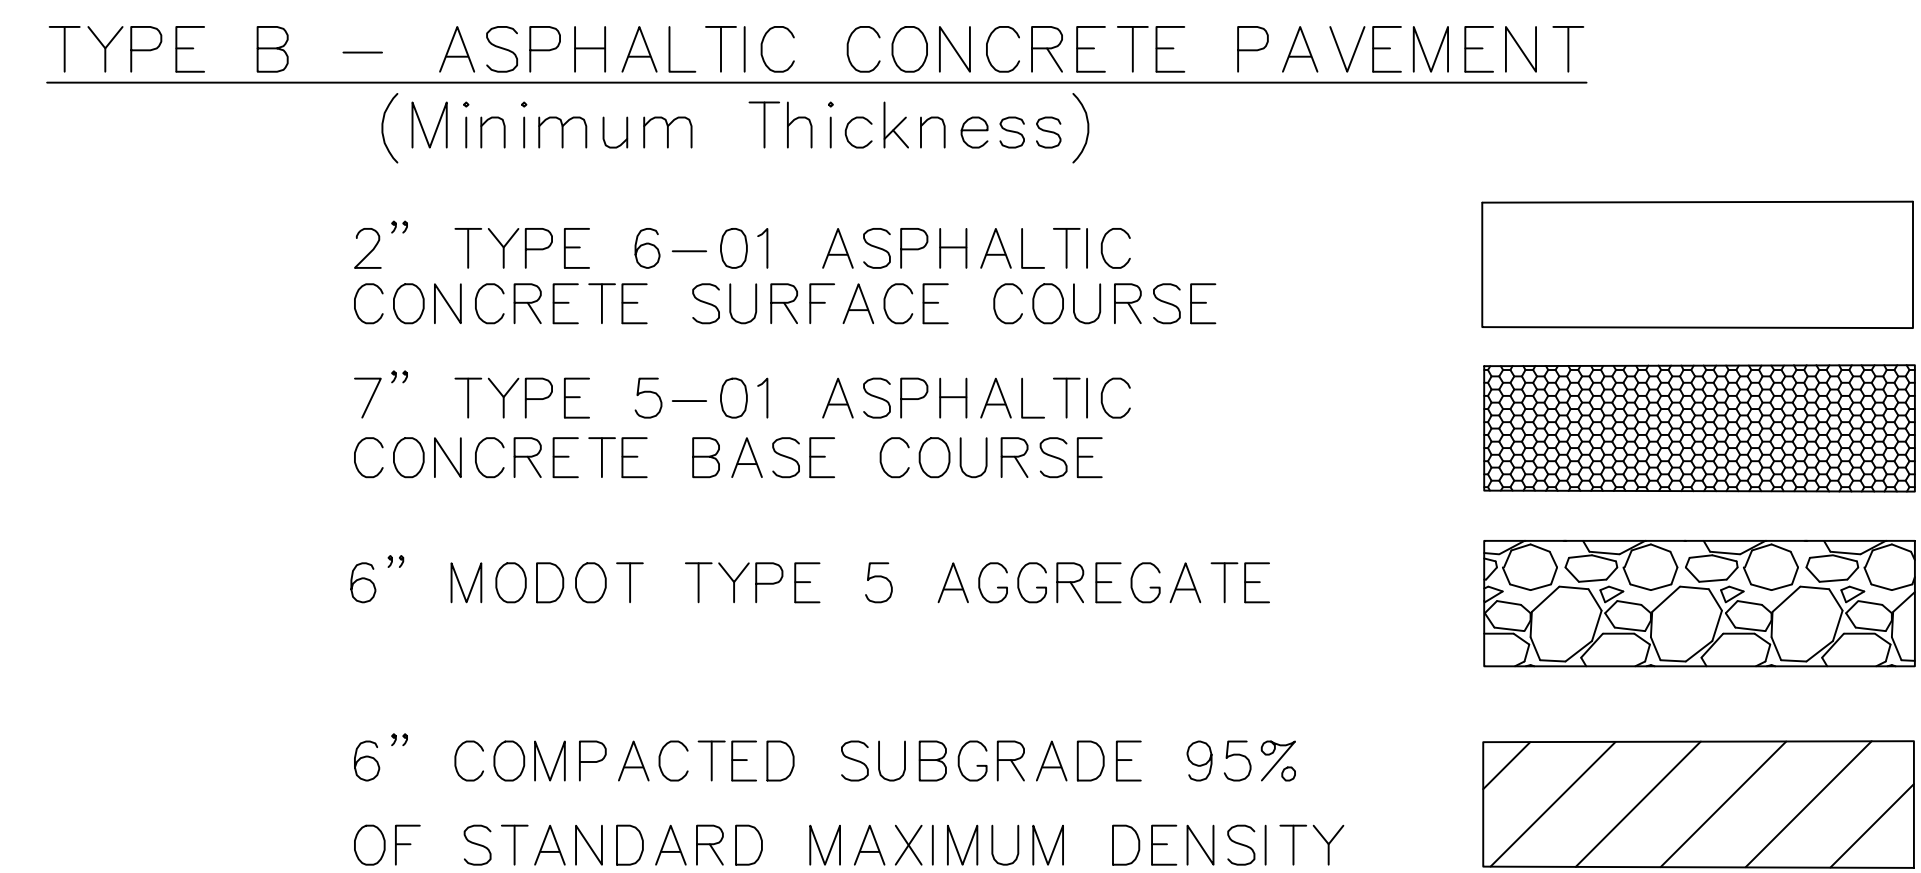 TYPE B – ASPHALTIC CONCRETE PAVEMENT
(Minimum Thickness)
2” TYPE 6–01 ASPHALTIC
CONCRETE SURFACE COURSE
7” TYPE 5–01 ASPHALTIC
CONCRETE BASE COURSE
6” MODOT TYPE 5 AGGREGATE
6” COMPACTED SUBGRADE 95%
OF STANDARD MAXIMUM DENSITY